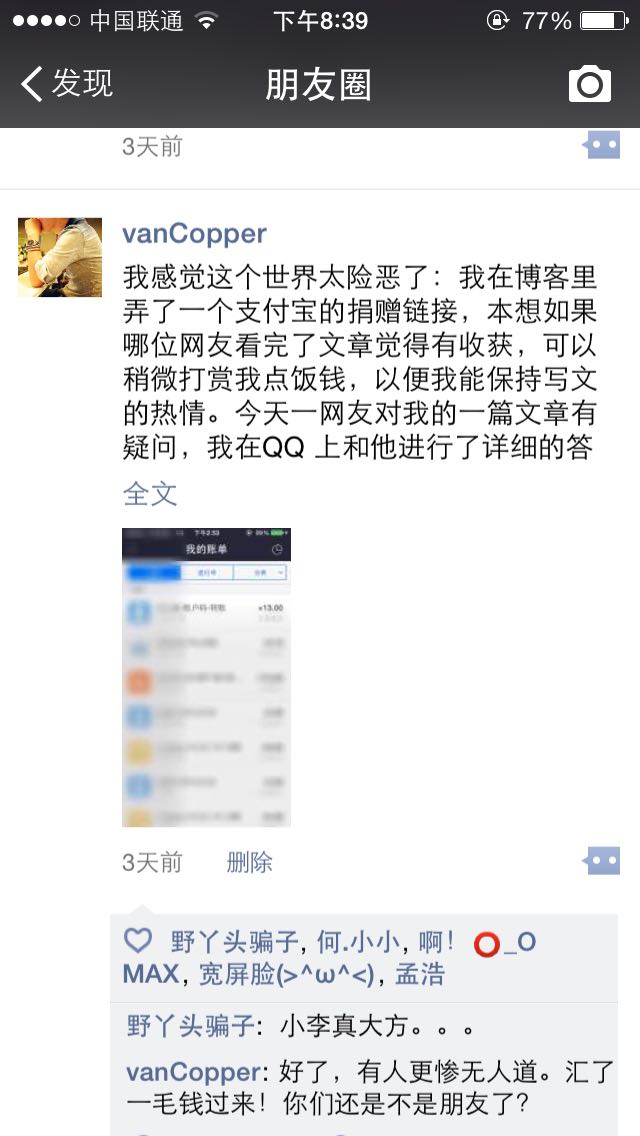 中国联通 下午8:39 77%
发现 朋友圈
3天前
vanCopper
我感觉这个世界太险恶了：我在博客里
弄了一个支付宝的捐赠链接，本想如果
哪位网友看完了文章觉得有收获，可以
稍微打赏我点饭钱，以便我能保持写文
的热情。今天一网友对我的一篇文章有
疑问，我在QQ 上和他进行了详细的答
全文
下午2:53
我的账单
3天前 删除
野丫头骗子, 何.小小, 啊！⭕_O
MAX, 宽屏脸(>^ω^<), 孟浩
野丫头骗子：小李真大方。。。
vanCopper: 好了，有人更惨无人道。汇了
一毛钱过来！你们还是不是朋友了？